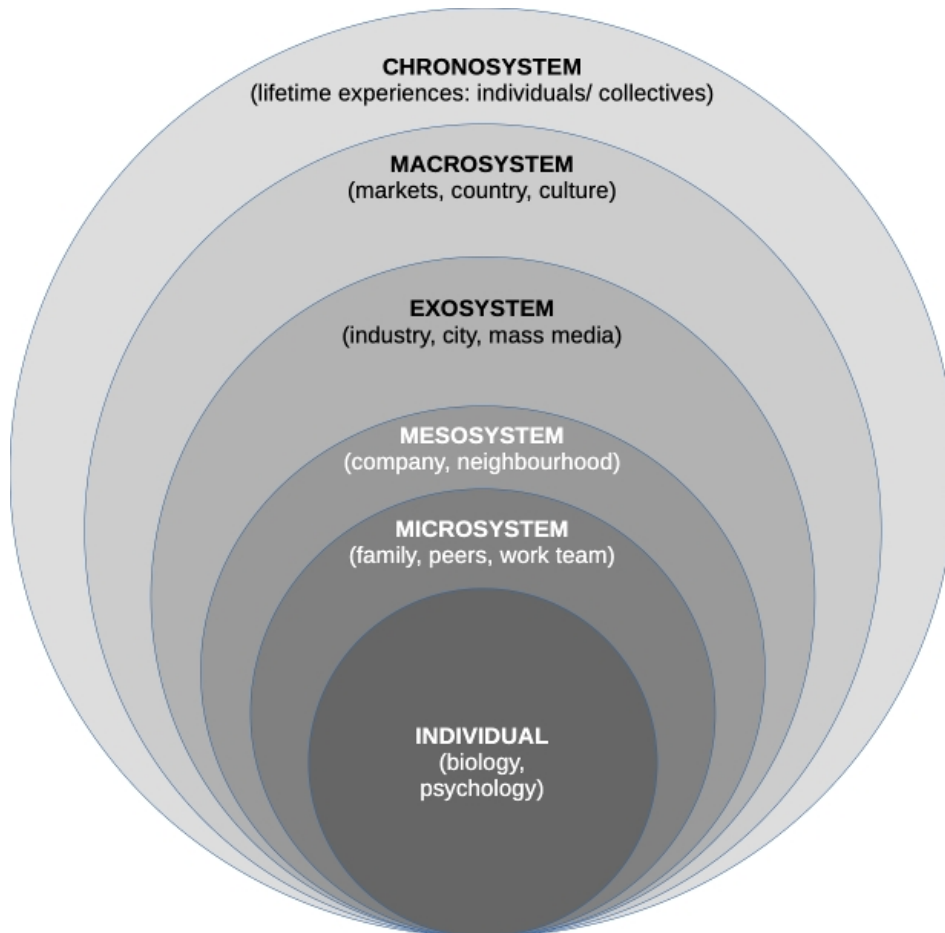 CHRONOSYSTEM
(lifetime experiences: individuals/ collectives)
MACROSYSTEM
(markets, country, culture)
EXOSYSTEM
(industry, city, mass media)
MESOSYSTEM
(company, neighbourhood)
MICROSYSTEM
(family, peers, work team)
INDIVIDUAL
(biology,
psychology)